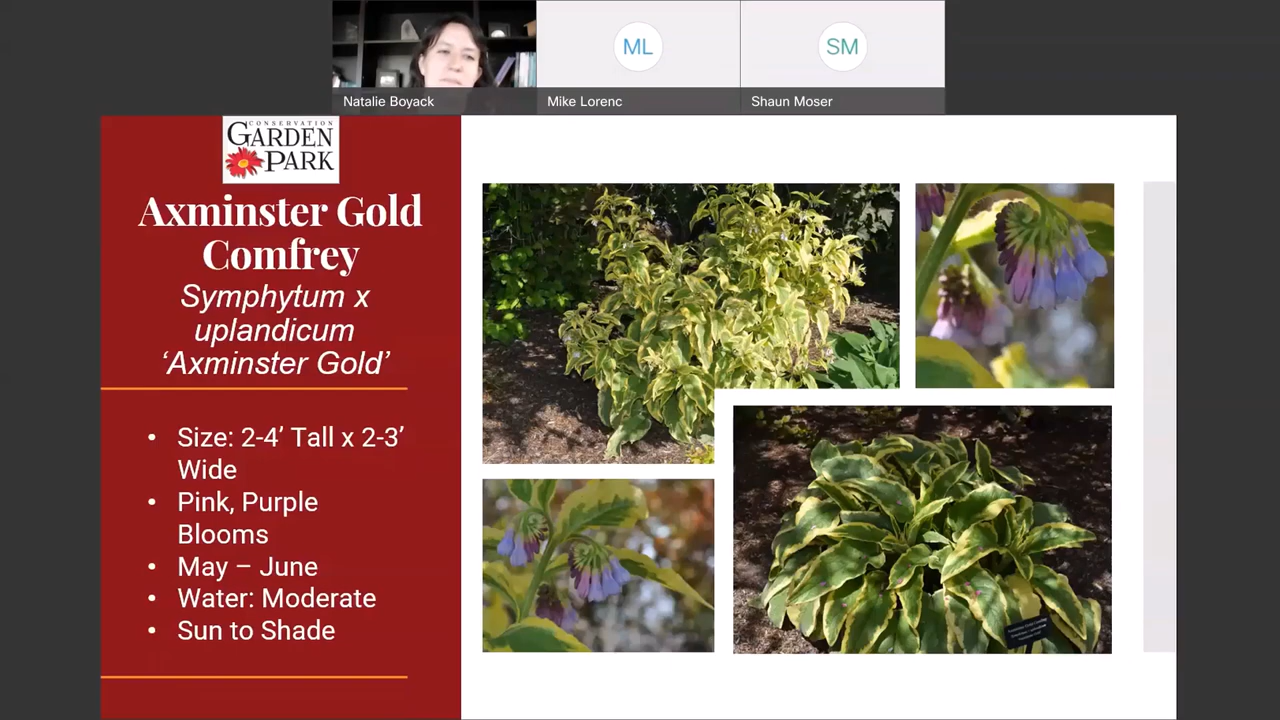 ML
SM
Natalie Boyack
Mike Lorenc
Shaun Moser
CONSERVATION
GARDEN
PARK
Axminster Gold
Comfrey
Symphytum x
uplandicum
‘Axminster Gold’
• Size: 2-4’ Tall x 2-3’
Wide
• Pink, Purple
Blooms
• May – June
• Water: Moderate
• Sun to Shade